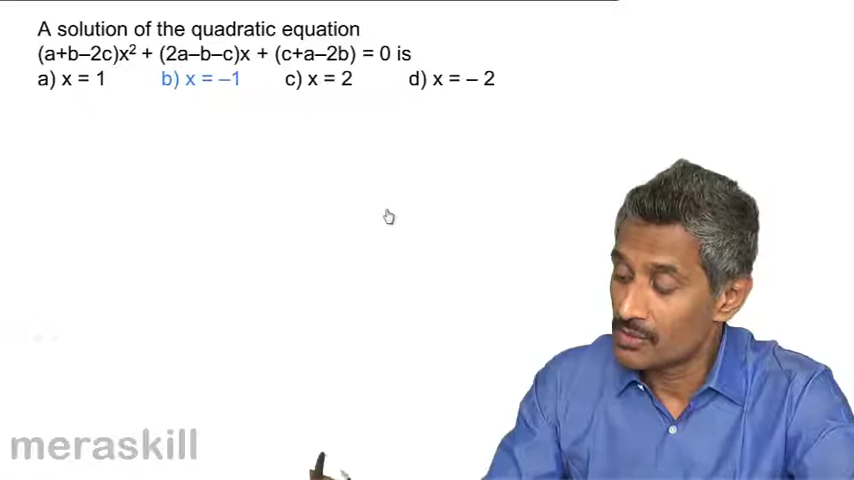 A solution of the quadratic equation
(a+b–2c)x² + (2a–b–c)x + (c+a–2b) = 0 is
a) x = 1 b) x = –1 c) x = 2 d) x = – 2
meraskill